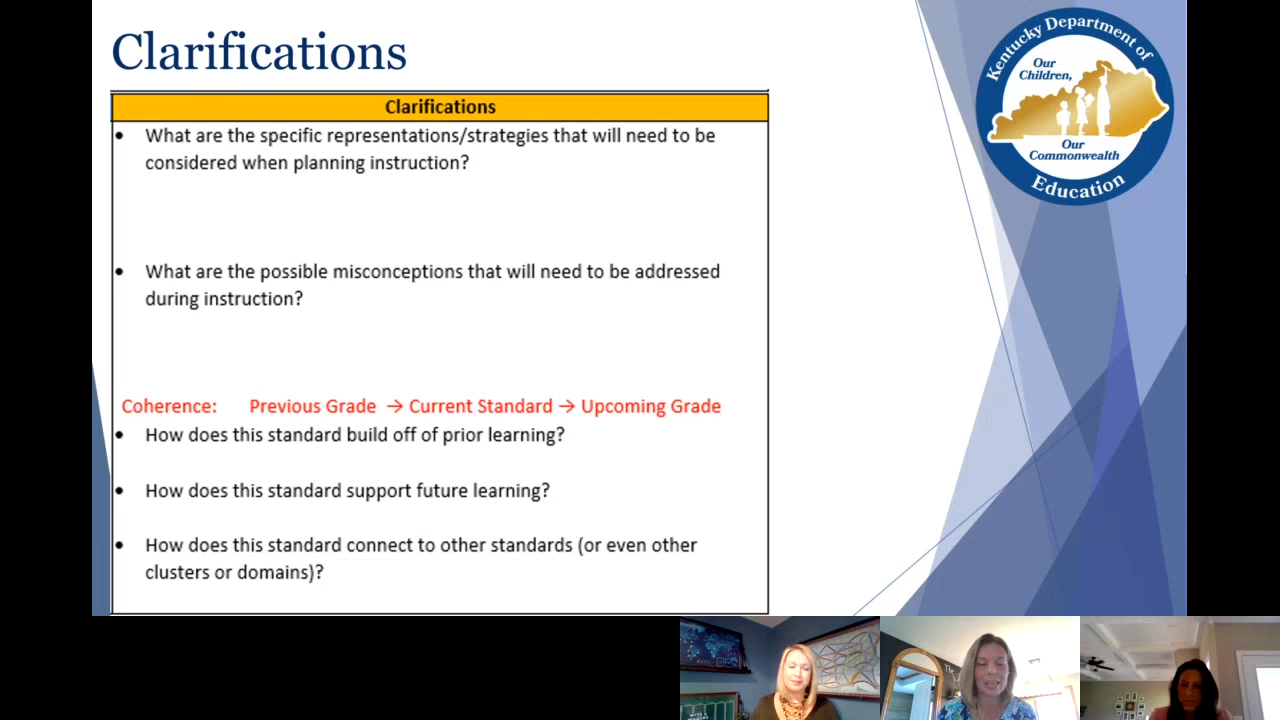 Clarifications
Kentucky Department of
Education
Our
Children,
Our
Commonwealth
Clarifications
• What are the specific representations/strategies that will need to be
considered when planning instruction?
• What are the possible misconceptions that will need to be addressed
during instruction?
Coherence: Previous Grade → Current Standard → Upcoming Grade
• How does this standard build off of prior learning?
• How does this standard support future learning?
• How does this standard connect to other standards (or even other
clusters or domains)?